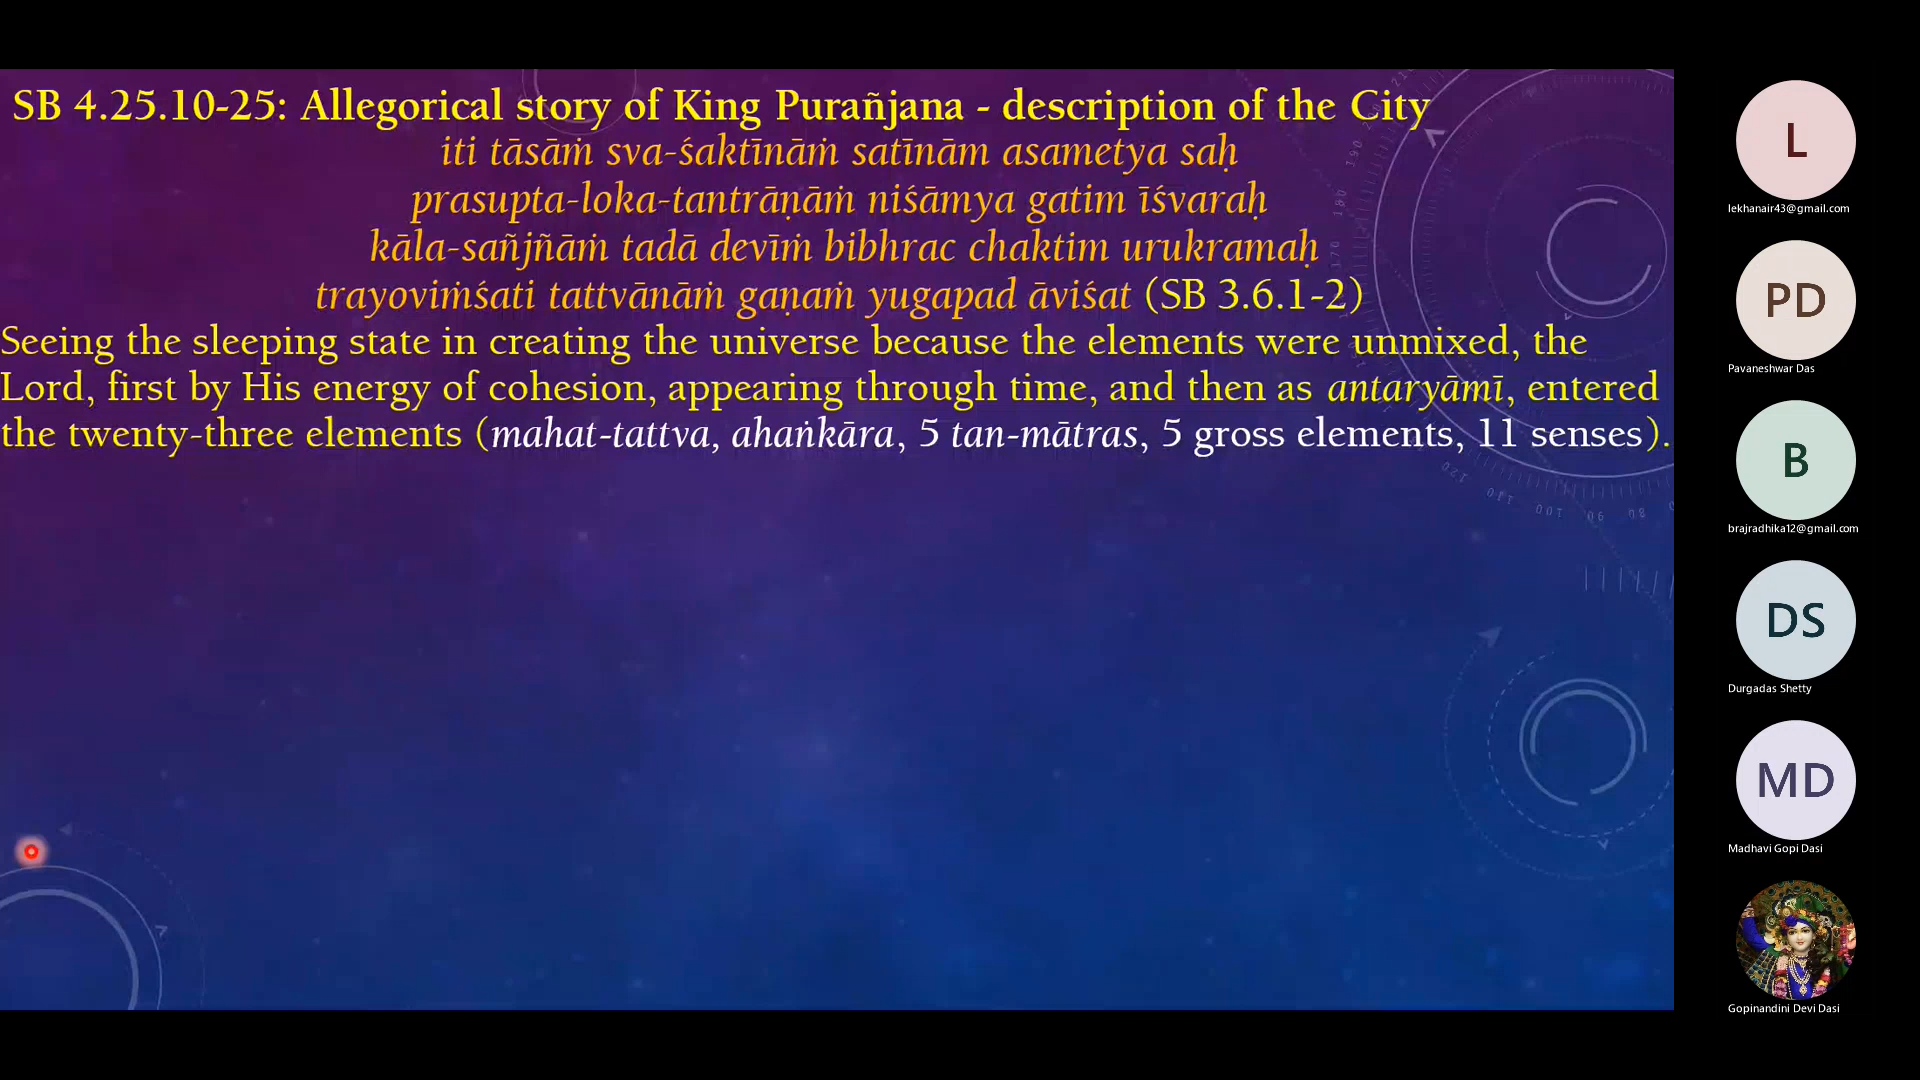 SB 4.25.10-25: Allegorical story of King Purañjana - description of the City
iti tāsāṁ sva-śaktīnāṁ satīnām asametya saḥ
prasupta-loka-tantrāṇāṁ niśāmya gatim īśvaraḥ
kāla-sañjñāṁ tadā devīṁ bibhrac chaktim urukramaḥ
trayoviṁśati tattvānāṁ gaṇaṁ yugapad āviśat (SB 3.6.1-2)
Seeing the sleeping state in creating the universe because the elements were unmixed, the
Lord, first by His energy of cohesion, appearing through time, and then as antaryāmī, entered
the twenty-three elements (mahat-tattva, ahaṅkāra, 5 tan-mātras, 5 gross elements, 11 senses).
L
lekhanair43@gmail.com
PD
Pavaneshwar Das
B
brajradhika12@gmail.com
DS
Durgadas Shetty
MD
Madhavi Gopi Dasi
Gopinandini Devi Dasi